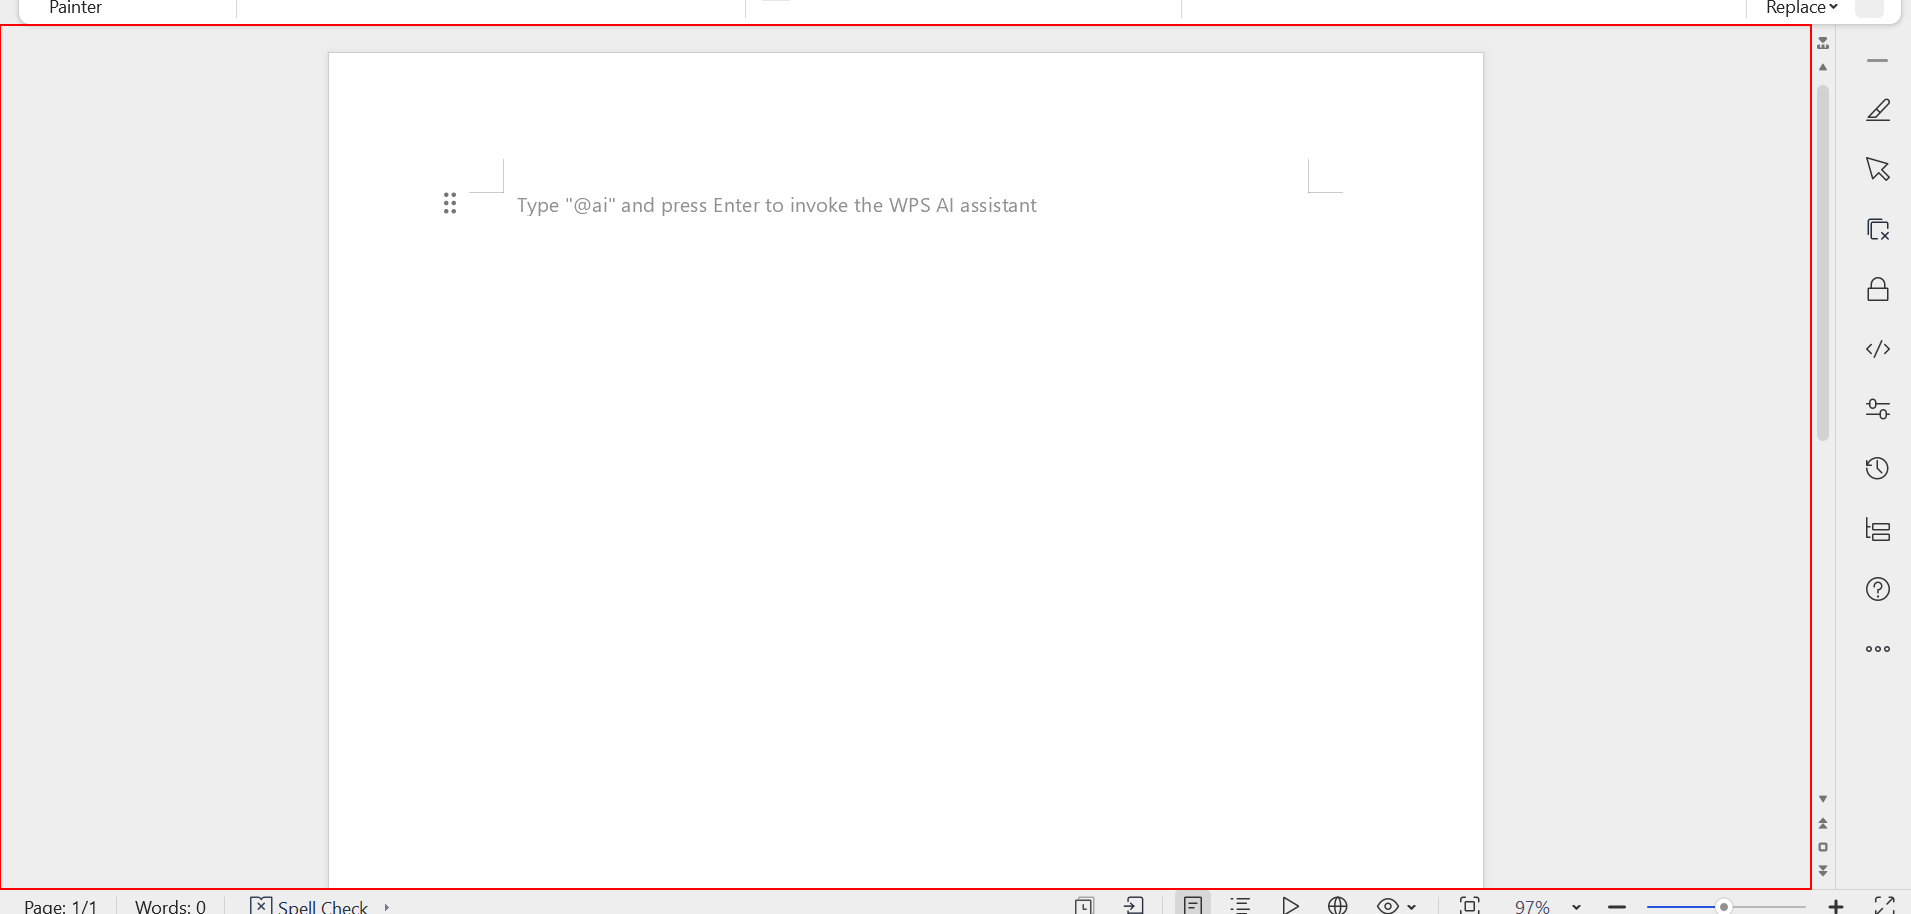 Painter
Replace
Type "@ai" and press Enter to invoke the WPS AI assistant
Page: 1/1
Words: 0
Spell Check
97%